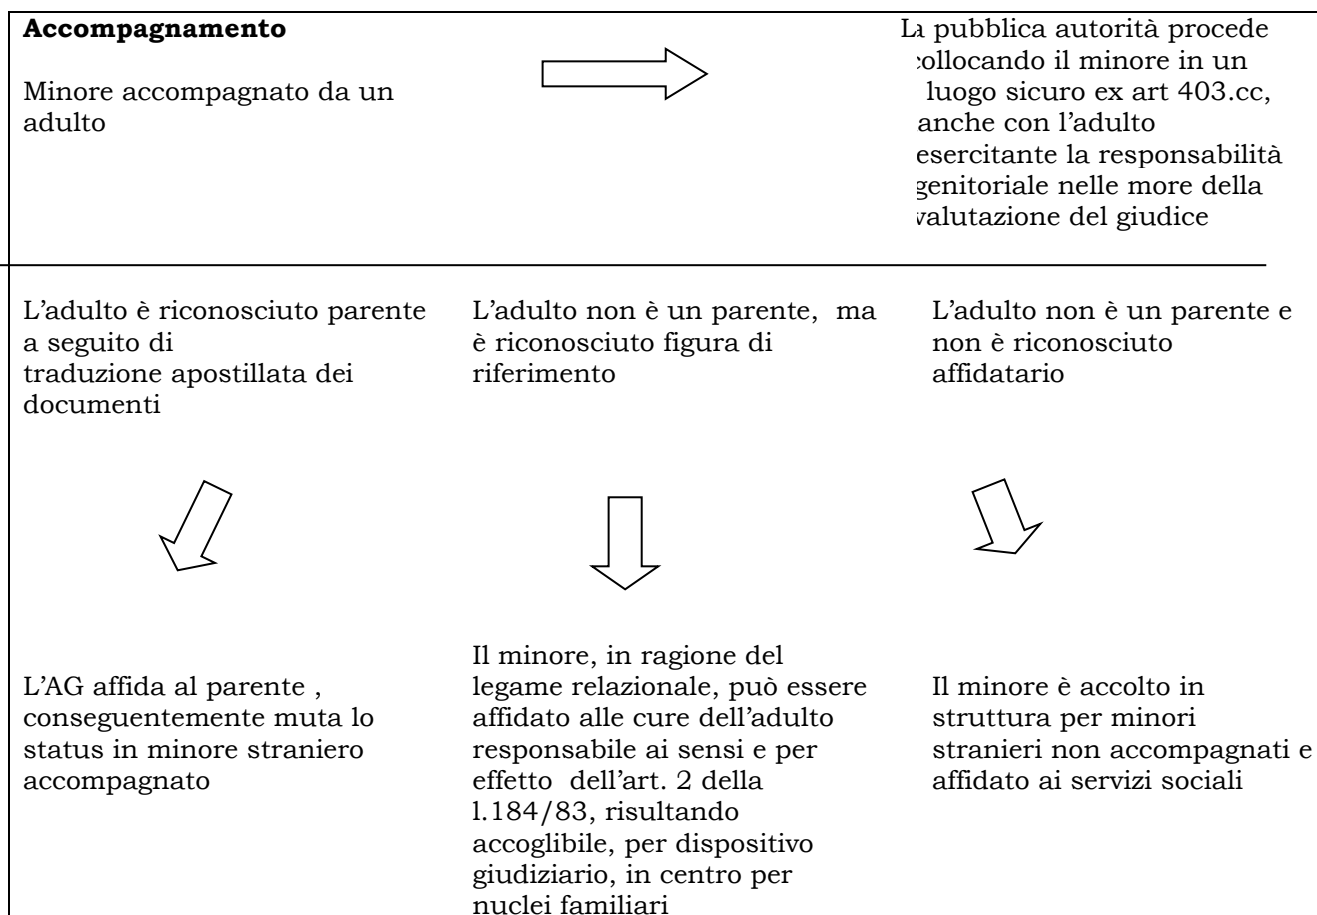 Accompagnamento
Minore accompagnato da un
adulto
La pubblica autorità procede
collocando il minore in un
luogo sicuro ex art 403.cc,
anche con l’adulto
esercitante la responsabilità
genitoriale nelle more della
valutazione del giudice
L’adulto è riconosciuto parente
a seguito di
traduzione apostillata dei
documenti
L’adulto non è un parente, ma
è riconosciuto figura di
riferimento
L’adulto non è un parente e
non è riconosciuto
affidatario
L’AG affida al parente ,
conseguentemente muta lo
status in minore straniero
accompagnato
Il minore, in ragione del
legame relazionale, può essere
affidato alle cure dell’adulto
responsabile ai sensi e per
effetto dell’art. 2 della
l.184/83, risultando
accoglibile, per dispositivo
giudiziario, in centro per
nuclei familiari
Il minore è accolto in
struttura per minori
stranieri non accompagnati e
affidato ai servizi sociali